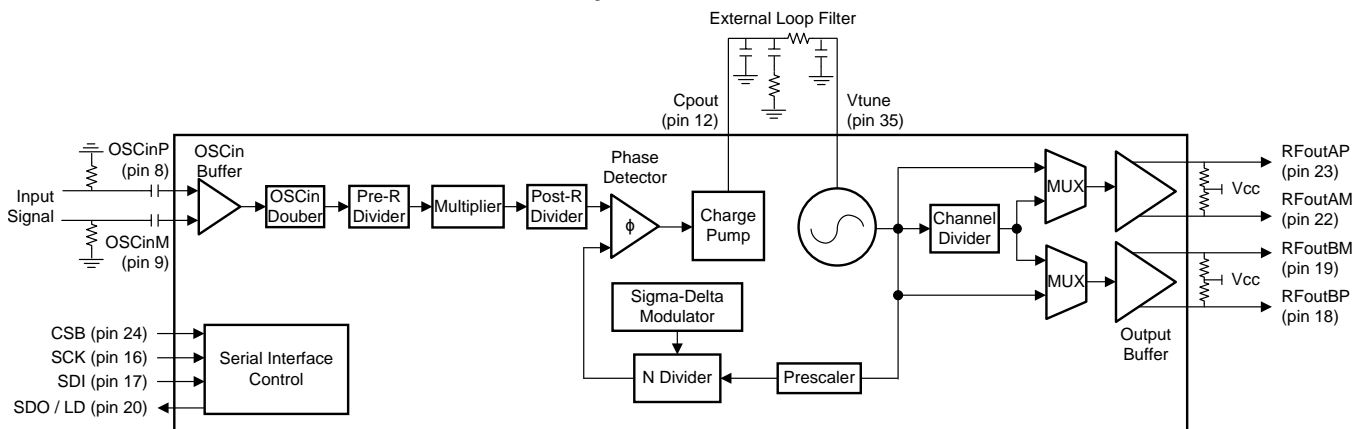 External Loop Filter
Cpout
(pin 12)
Vtune
(pin 35)
OSCinP
(pin 8)
Input
Signal
OSCinM
(pin 9)
OSCin
Buffer
OSCin
Douber
Pre-R
Divider
Multiplier
Post-R
Divider
Phase
Detector
ϕ
Charge
Pump
Channel
Divider
MUX
MUX
Output
Buffer
RFoutAP
(pin 23)
Vcc
RFoutAM
(pin 22)
RFoutBM
(pin 19)
Vcc
RFoutBP
(pin 18)
Sigma-Delta
Modulator
N Divider
Prescaler
CSB (pin 24)
SCK (pin 16)
SDI (pin 17)
SDO / LD (pin 20)
Serial Interface
Control